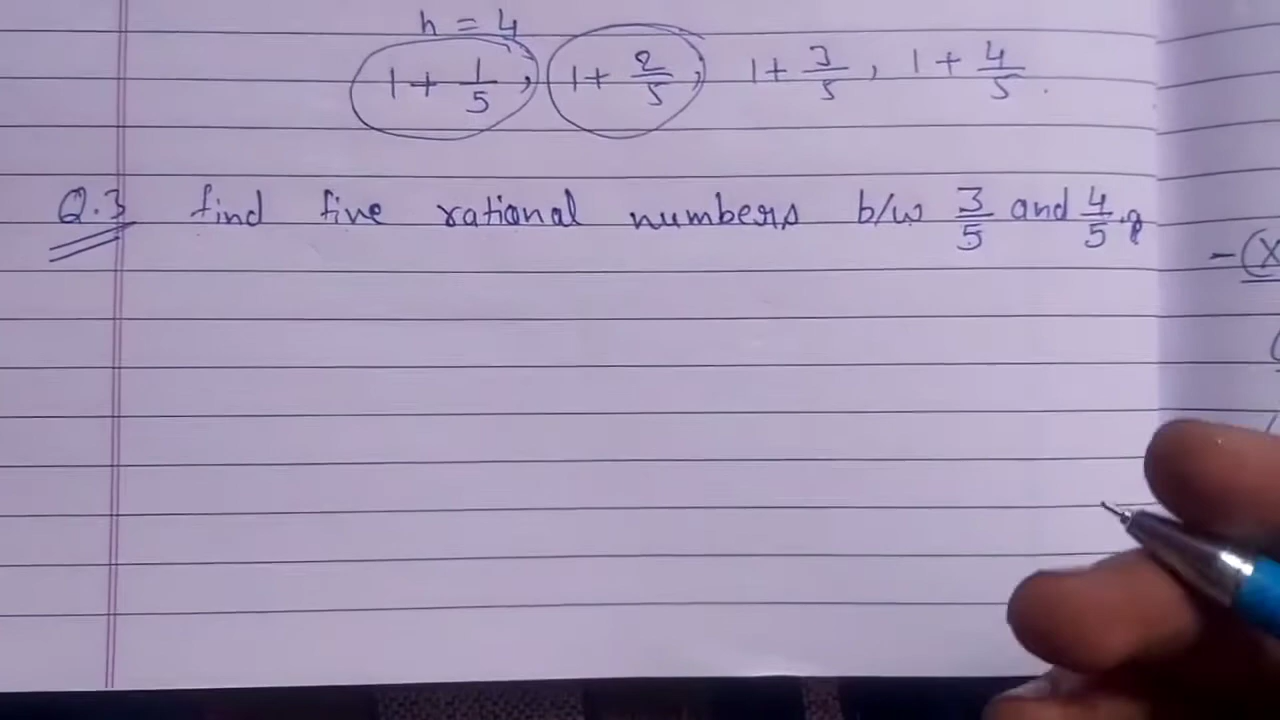 n = 4
1 + 1/5, 1 + 2/5, 1 + 3/5, 1 + 4/5.
Q.3 find five rational numbers b/w 3/5 and 4/5.